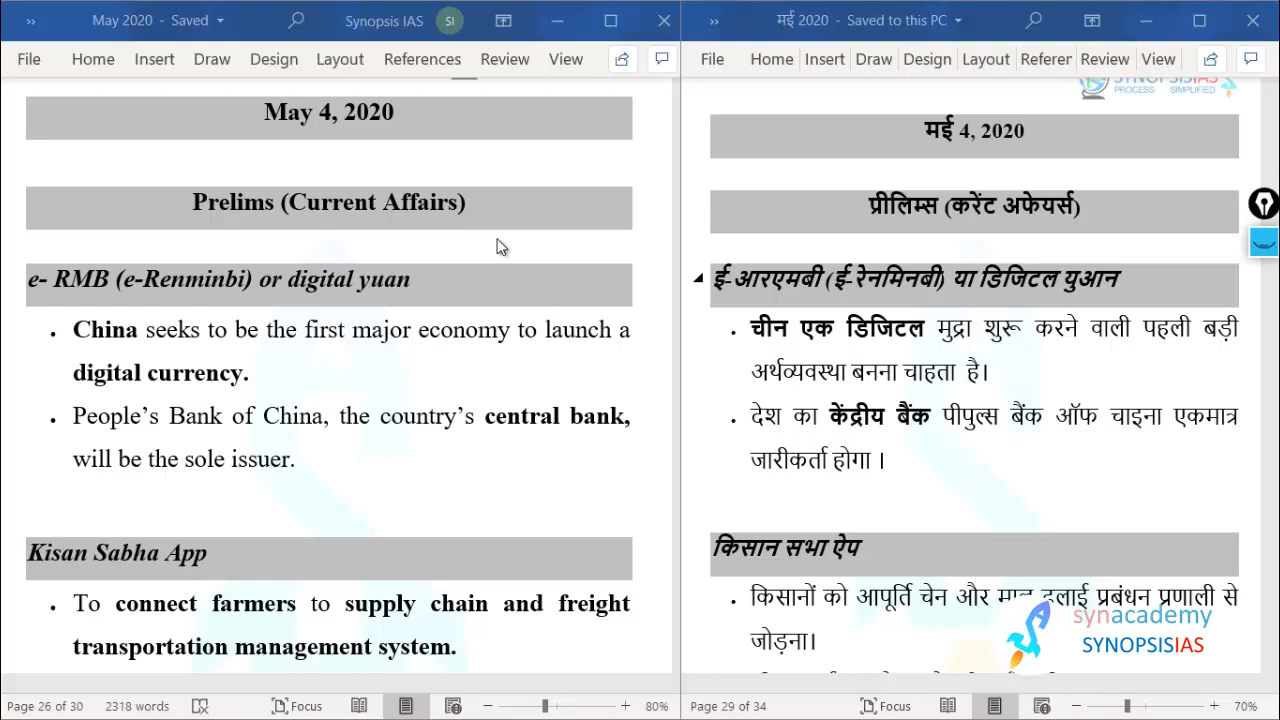 May 2020 - Saved
Synopsis IAS
SI
File Home Insert Draw Design Layout References Review View
May 4, 2020
Prelims (Current Affairs)
e- RMB (e-Renminbi) or digital yuan
• China seeks to be the first major economy to launch a
digital currency.
• People’s Bank of China, the country’s central bank,
will be the sole issuer.
Kisan Sabha App
• To connect farmers to supply chain and freight
transportation management system.
Page 26 of 30 2318 words Focus 80%
मई 2020 - Saved to this PC
File Home Insert Draw Design Layout Referer Review View
SYNOPSISIAS
PROCESS SIMPLIFIED
मई 4, 2020
प्रीलिम्स (करेंट अफेयर्स)
ई-आरएमबी (ई-रेनमिनबी) या डिजिटल युआन
• चीन एक डिजिटल मुद्रा शुरू करने वाली पहली बड़ी
अर्थव्यवस्था बनना चाहता है।
• देश का केंद्रीय बैंक पीपुल्स बैंक ऑफ चाइना एकमात्र
जारीकर्ता होगा ।
किसान सभा ऐप
• किसानों को आपूर्ति चेन और माल ढुलाई प्रबंधन प्रणाली से
जोड़ना।
synacademy
SYNOPSISIAS
Page 29 of 34 Focus 70%